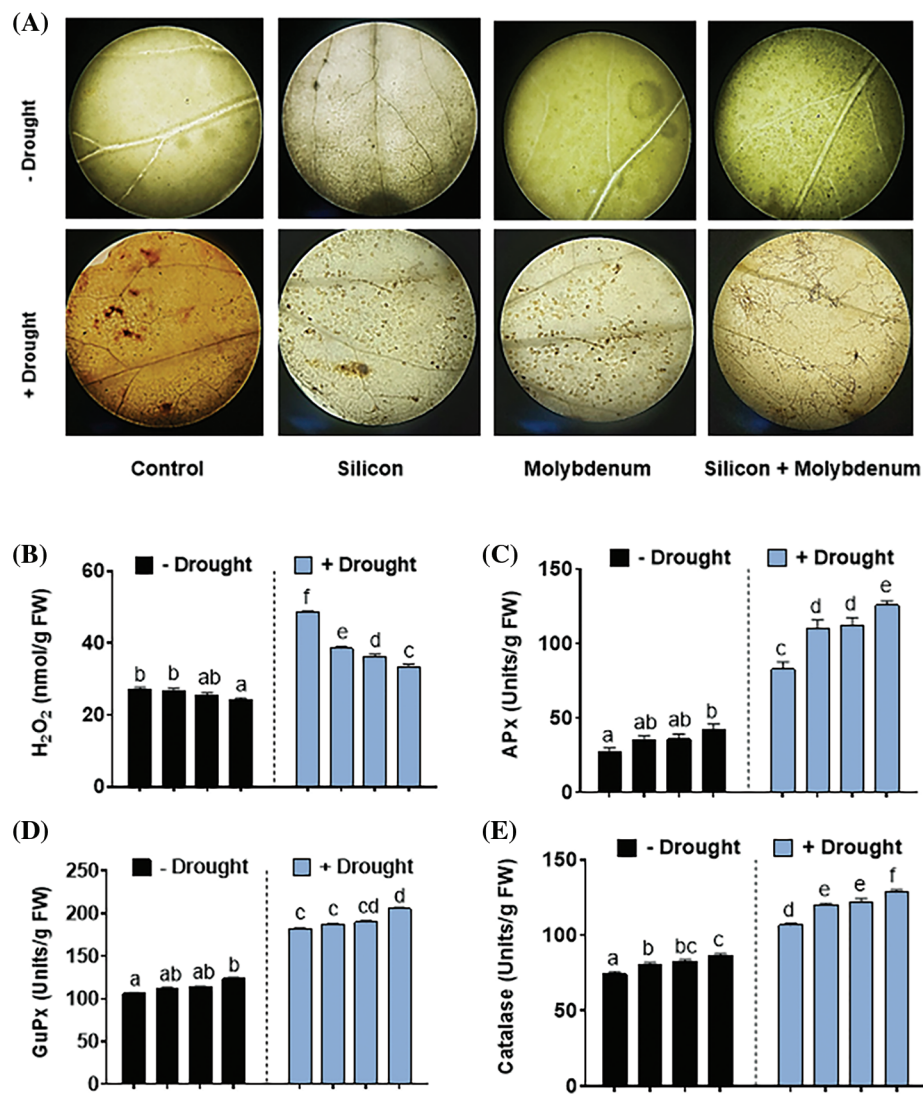 (A)
- Drought
+ Drought
Control Silicon Molybdenum Silicon + Molybdenum
(B)
- Drought + Drought
H₂O₂ (nmol/g FW)
60
40
20
0
b b ab a f e d c
(C)
- Drought + Drought
APx (Units/g FW)
150
100
50
0
a ab ab b c d d e
(D)
- Drought + Drought
GuPx (Units/g FW)
250
200
150
100
50
0
a ab ab b c c cd d
(E)
- Drought + Drought
Catalase (Units/g FW)
150
100
50
0
a b bc c d e e f